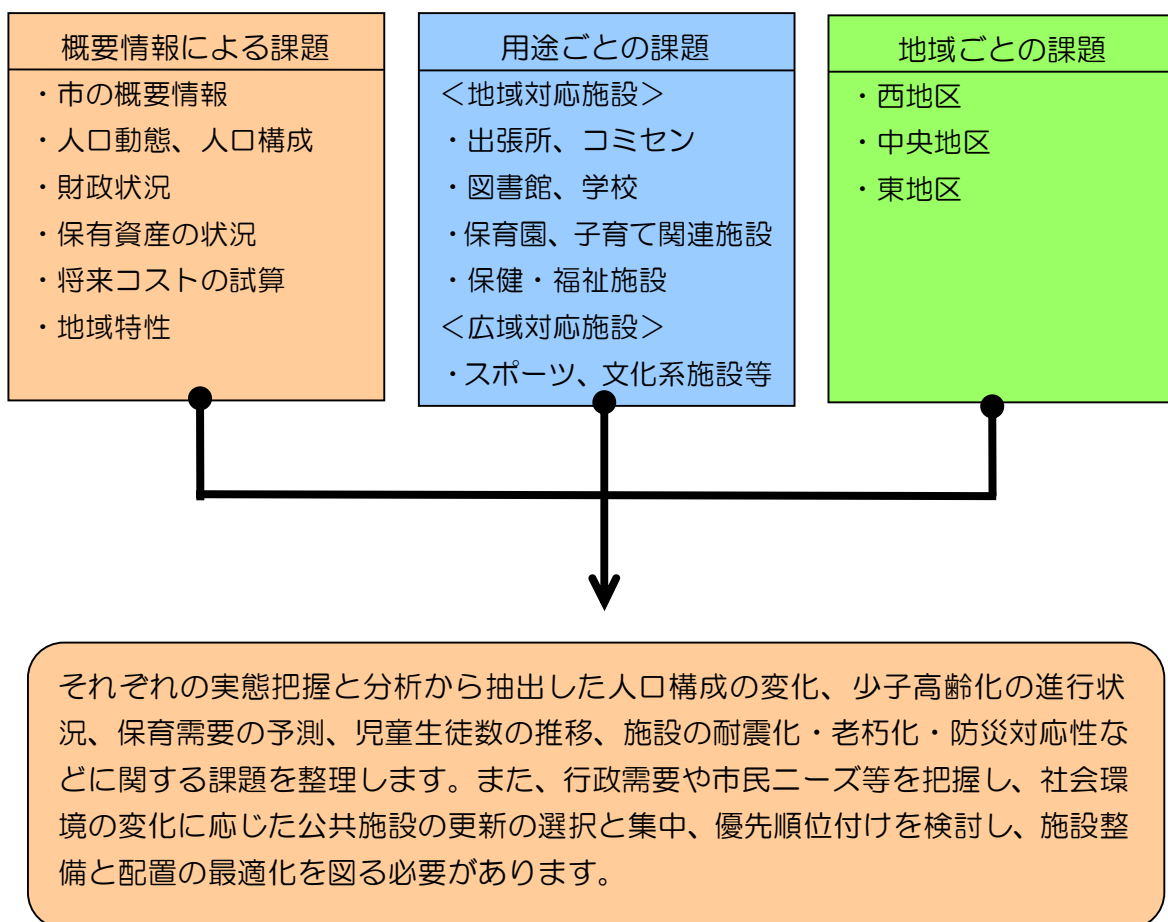 概要情報による課題
・市の概要情報
・人口動態、人口構成
・財政状況
・保有資産の状況
・将来コストの試算
・地域特性
用途ごとの課題
＜地域対応施設＞
・出張所、コミセン
・図書館、学校
・保育園、子育て関連施設
・保健・福祉施設
＜広域対応施設＞
・スポーツ、文化系施設等
地域ごとの課題
・西地区
・中央地区
・東地区
それぞれの実態把握と分析から抽出した人口構成の変化、少子高齢化の進行状
況、保育需要の予測、児童生徒数の推移、施設の耐震化・老朽化・防災対応性な
どに関する課題を整理します。また、行政需要や市民ニーズ等を把握し、社会環
境の変化に応じた公共施設の更新の選択と集中、優先順位付けを検討し、施設整
備と配置の最適化を図る必要があります。